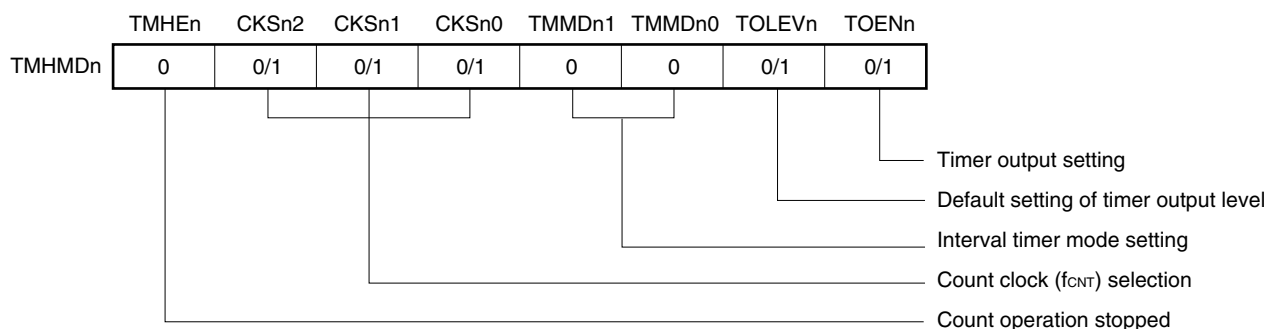 TMHEn CKSn2 CKSn1 CKSn0 TMMDn1 TMMDn0 TOLEVn TOENn
TMHMDn 0 0/1 0/1 0/1 0 0 0/1 0/1
Timer output setting
Default setting of timer output level
Interval timer mode setting
Count clock (fCNT) selection
Count operation stopped